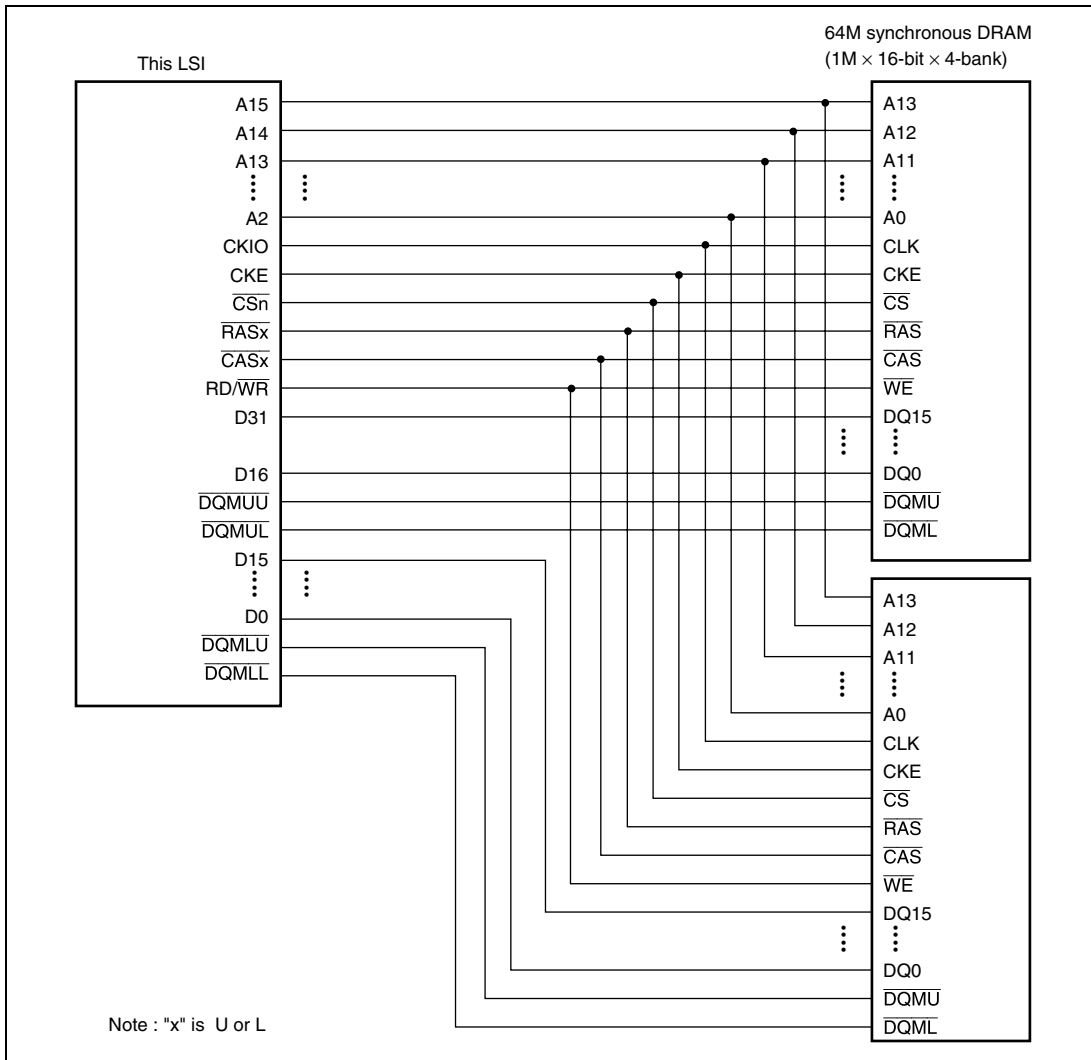 This LSI
A15
A14
A13
A2
CKIO
CKE
CSn
RASx
CASx
RD/WR
D31
D16
DQMUU
DQMUL
D15
D0
DQMLU
DQMLL
64M synchronous DRAM
(1M × 16-bit × 4-bank)
A13
A12
A11
A0
CLK
CKE
CS
RAS
CAS
WE
DQ15
DQ0
DQMU
DQML
A13
A12
A11
A0
CLK
CKE
CS
RAS
CAS
WE
DQ15
DQ0
DQMU
DQML
Note : "x" is U or L